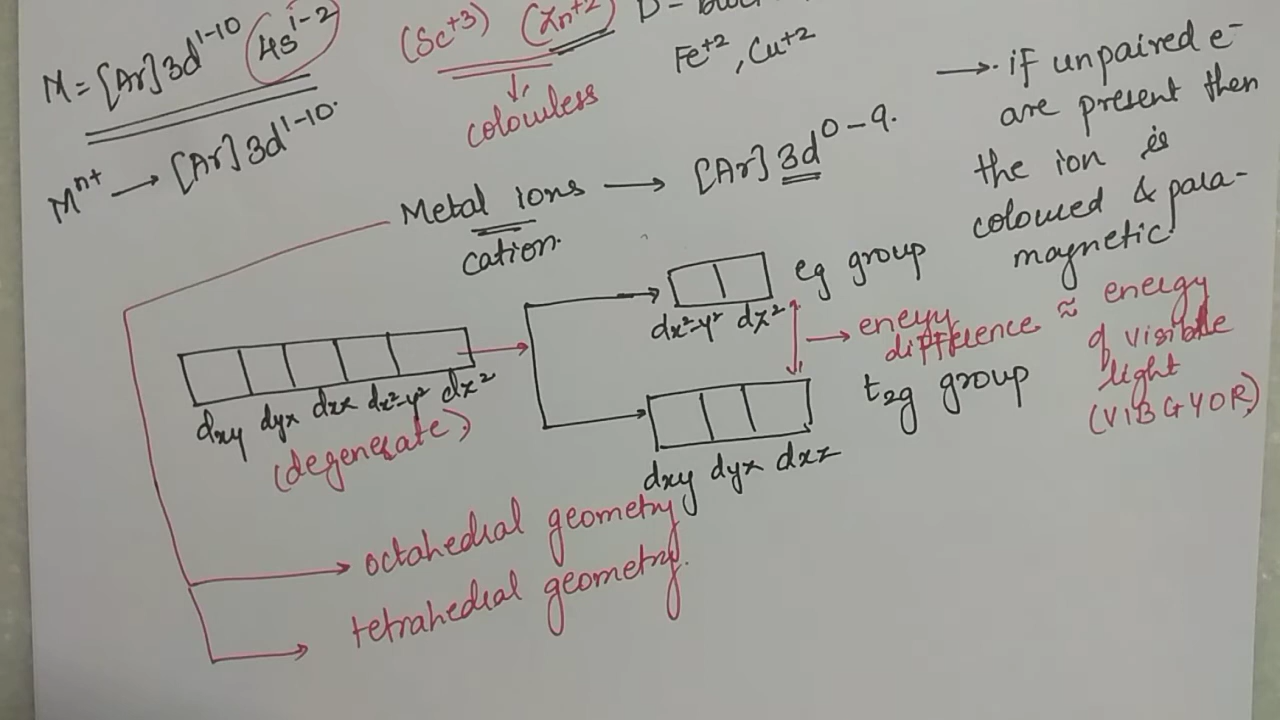 M = [Ar] 3d¹⁻¹⁰ 4s¹⁻²
(Sc⁺³) (Zn⁺²)
colourless
Fe⁺², Cu⁺²
Mⁿ⁺ → [Ar] 3d¹⁻¹⁰.
Metal ions → [Ar] 3d⁰⁻⁹.
cation.
→ if unpaired e⁻
are present then
the ion is
coloured & para-
magnetic.
eg group
dx²-y² dz²
→ energy
difference ≈ energy
of visible
light
(VIBGYOR)
t₂g group
dxy dyz dxz
dxy dyz dzx dx²-y² dz²
(degenerate)
→ octahedral geometry
→ tetrahedral geometry.